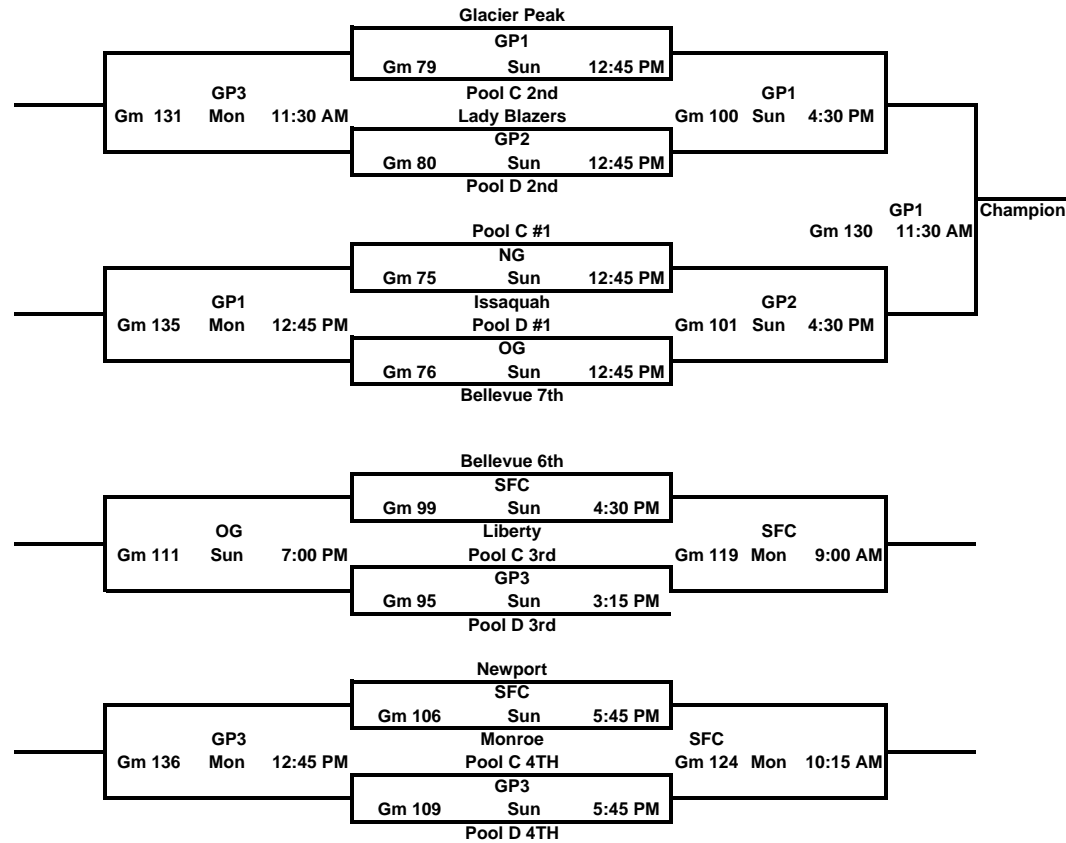 Glacier Peak
GP1
Gm 79 Sun 12:45 PM
GP3 Pool C 2nd GP1
Gm 131 Mon 11:30 AM Lady Blazers Gm 100 Sun 4:30 PM
GP2
Gm 80 Sun 12:45 PM
Pool D 2nd
GP1 Champion
Pool C #1 Gm 130 11:30 AM
NG
Gm 75 Sun 12:45 PM
GP1 Issaquah GP2
Gm 135 Mon 12:45 PM Pool D #1 Gm 101 Sun 4:30 PM
OG
Gm 76 Sun 12:45 PM
Bellevue 7th
Bellevue 6th
SFC
Gm 99 Sun 4:30 PM
OG Liberty SFC
Gm 111 Sun 7:00 PM Pool C 3rd Gm 119 Mon 9:00 AM
GP3
Gm 95 Sun 3:15 PM
Pool D 3rd
Newport
SFC
Gm 106 Sun 5:45 PM
GP3 Monroe SFC
Gm 136 Mon 12:45 PM Pool C 4TH Gm 124 Mon 10:15 AM
GP3
Gm 109 Sun 5:45 PM
Pool D 4TH